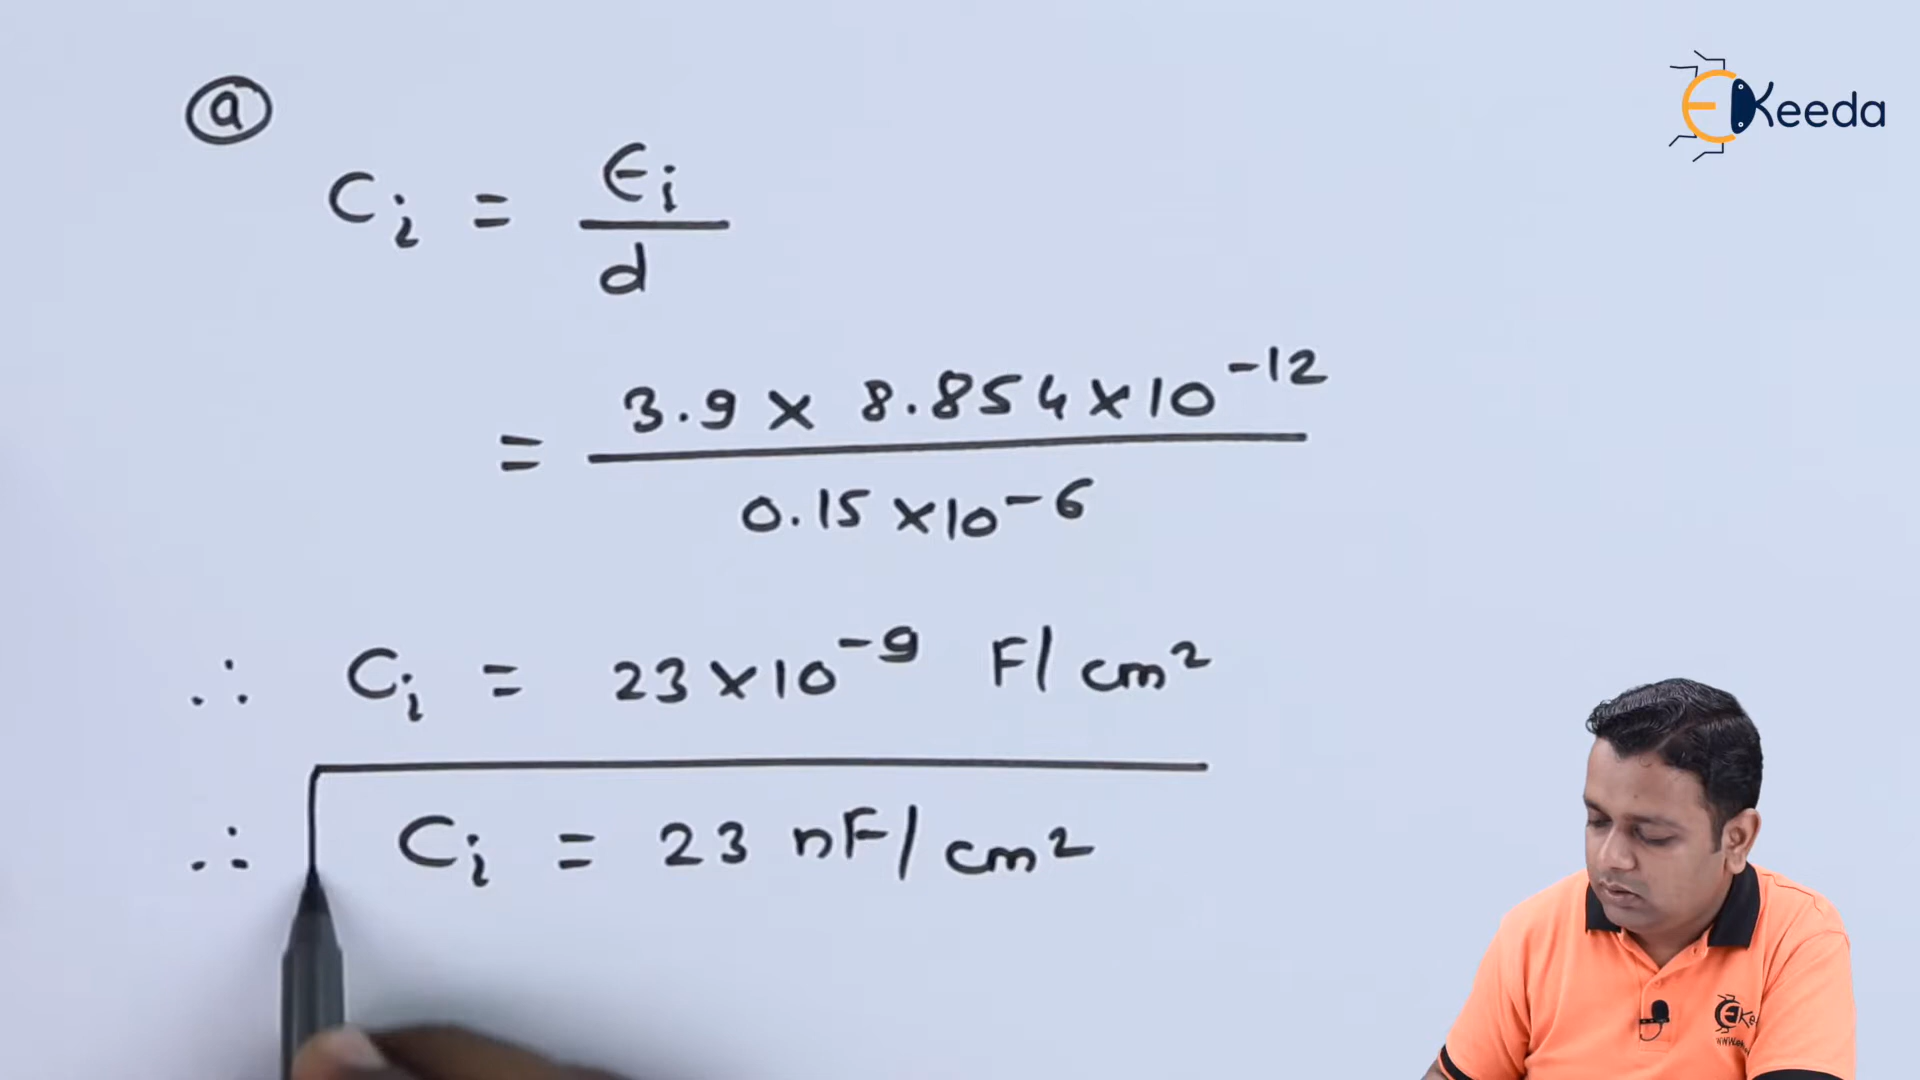 EKeeda
a
Ci = ϵi / d
= 3.9 × 8.854 × 10^-12 / 0.15 × 10^-6
∴ Ci = 23 × 10^-9 F/cm²
∴ Ci = 23 nF/cm²